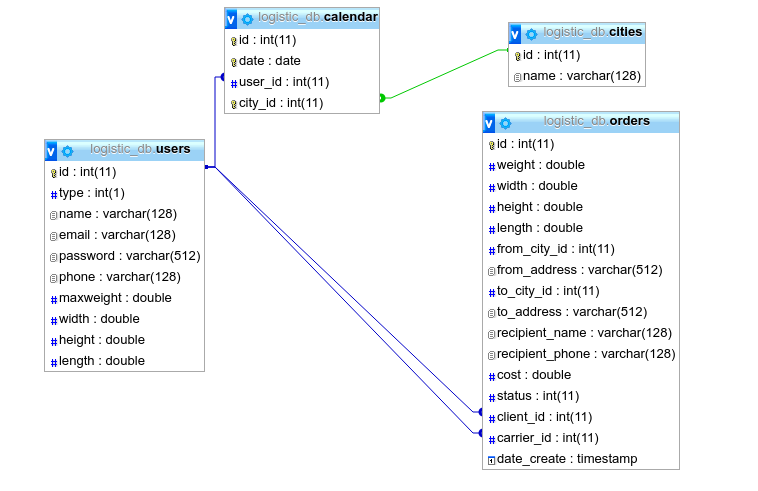 logistic_db.calendar
id : int(11)
date : date
user_id : int(11)
city_id : int(11)
logistic_db.cities
id : int(11)
name : varchar(128)
logistic_db.users
id : int(11)
type : int(1)
name : varchar(128)
email : varchar(128)
password : varchar(512)
phone : varchar(128)
maxweight : double
width : double
height : double
length : double
logistic_db.orders
id : int(11)
weight : double
width : double
height : double
length : double
from_city_id : int(11)
from_address : varchar(512)
to_city_id : int(11)
to_address : varchar(512)
recipient_name : varchar(128)
recipient_phone : varchar(128)
cost : double
status : int(11)
client_id : int(11)
carrier_id : int(11)
date_create : timestamp